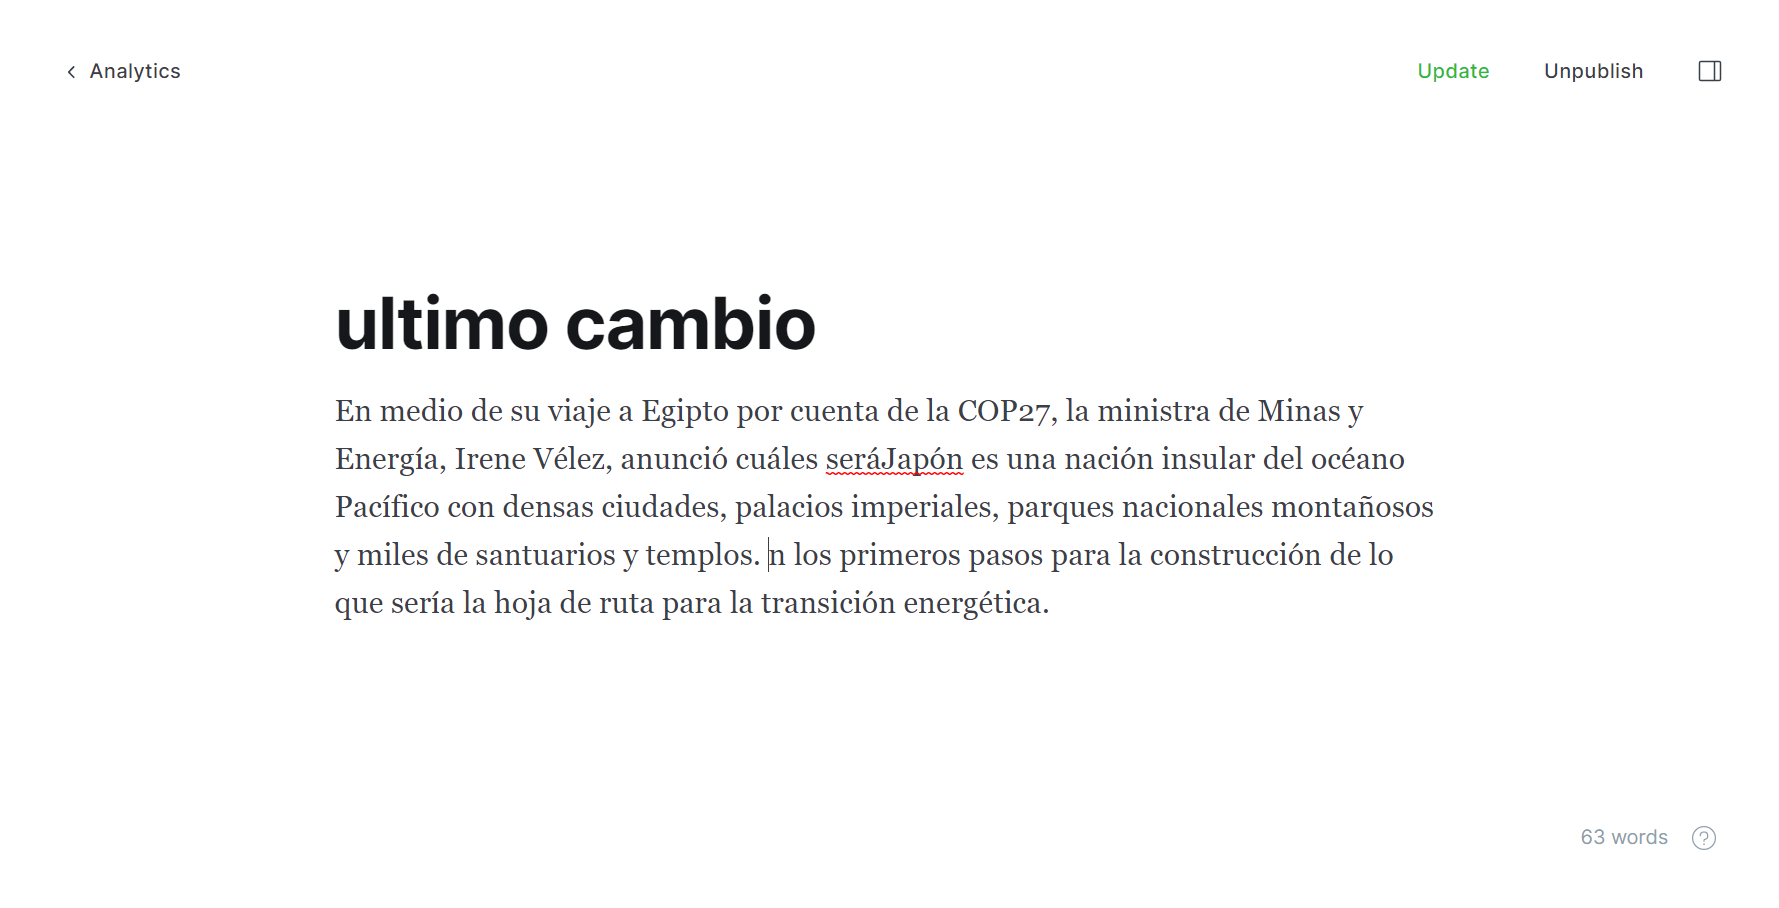 Analytics
Update
Unpublish
ultimo cambio
En medio de su viaje a Egipto por cuenta de la COP27, la ministra de Minas y
Energía, Irene Vélez, anunció cuáles seráJapón es una nación insular del océano
Pacífico con densas ciudades, palacios imperiales, parques nacionales montañosos
y miles de santuarios y templos. n los primeros pasos para la construcción de lo
que sería la hoja de ruta para la transición energética.
63 words
?